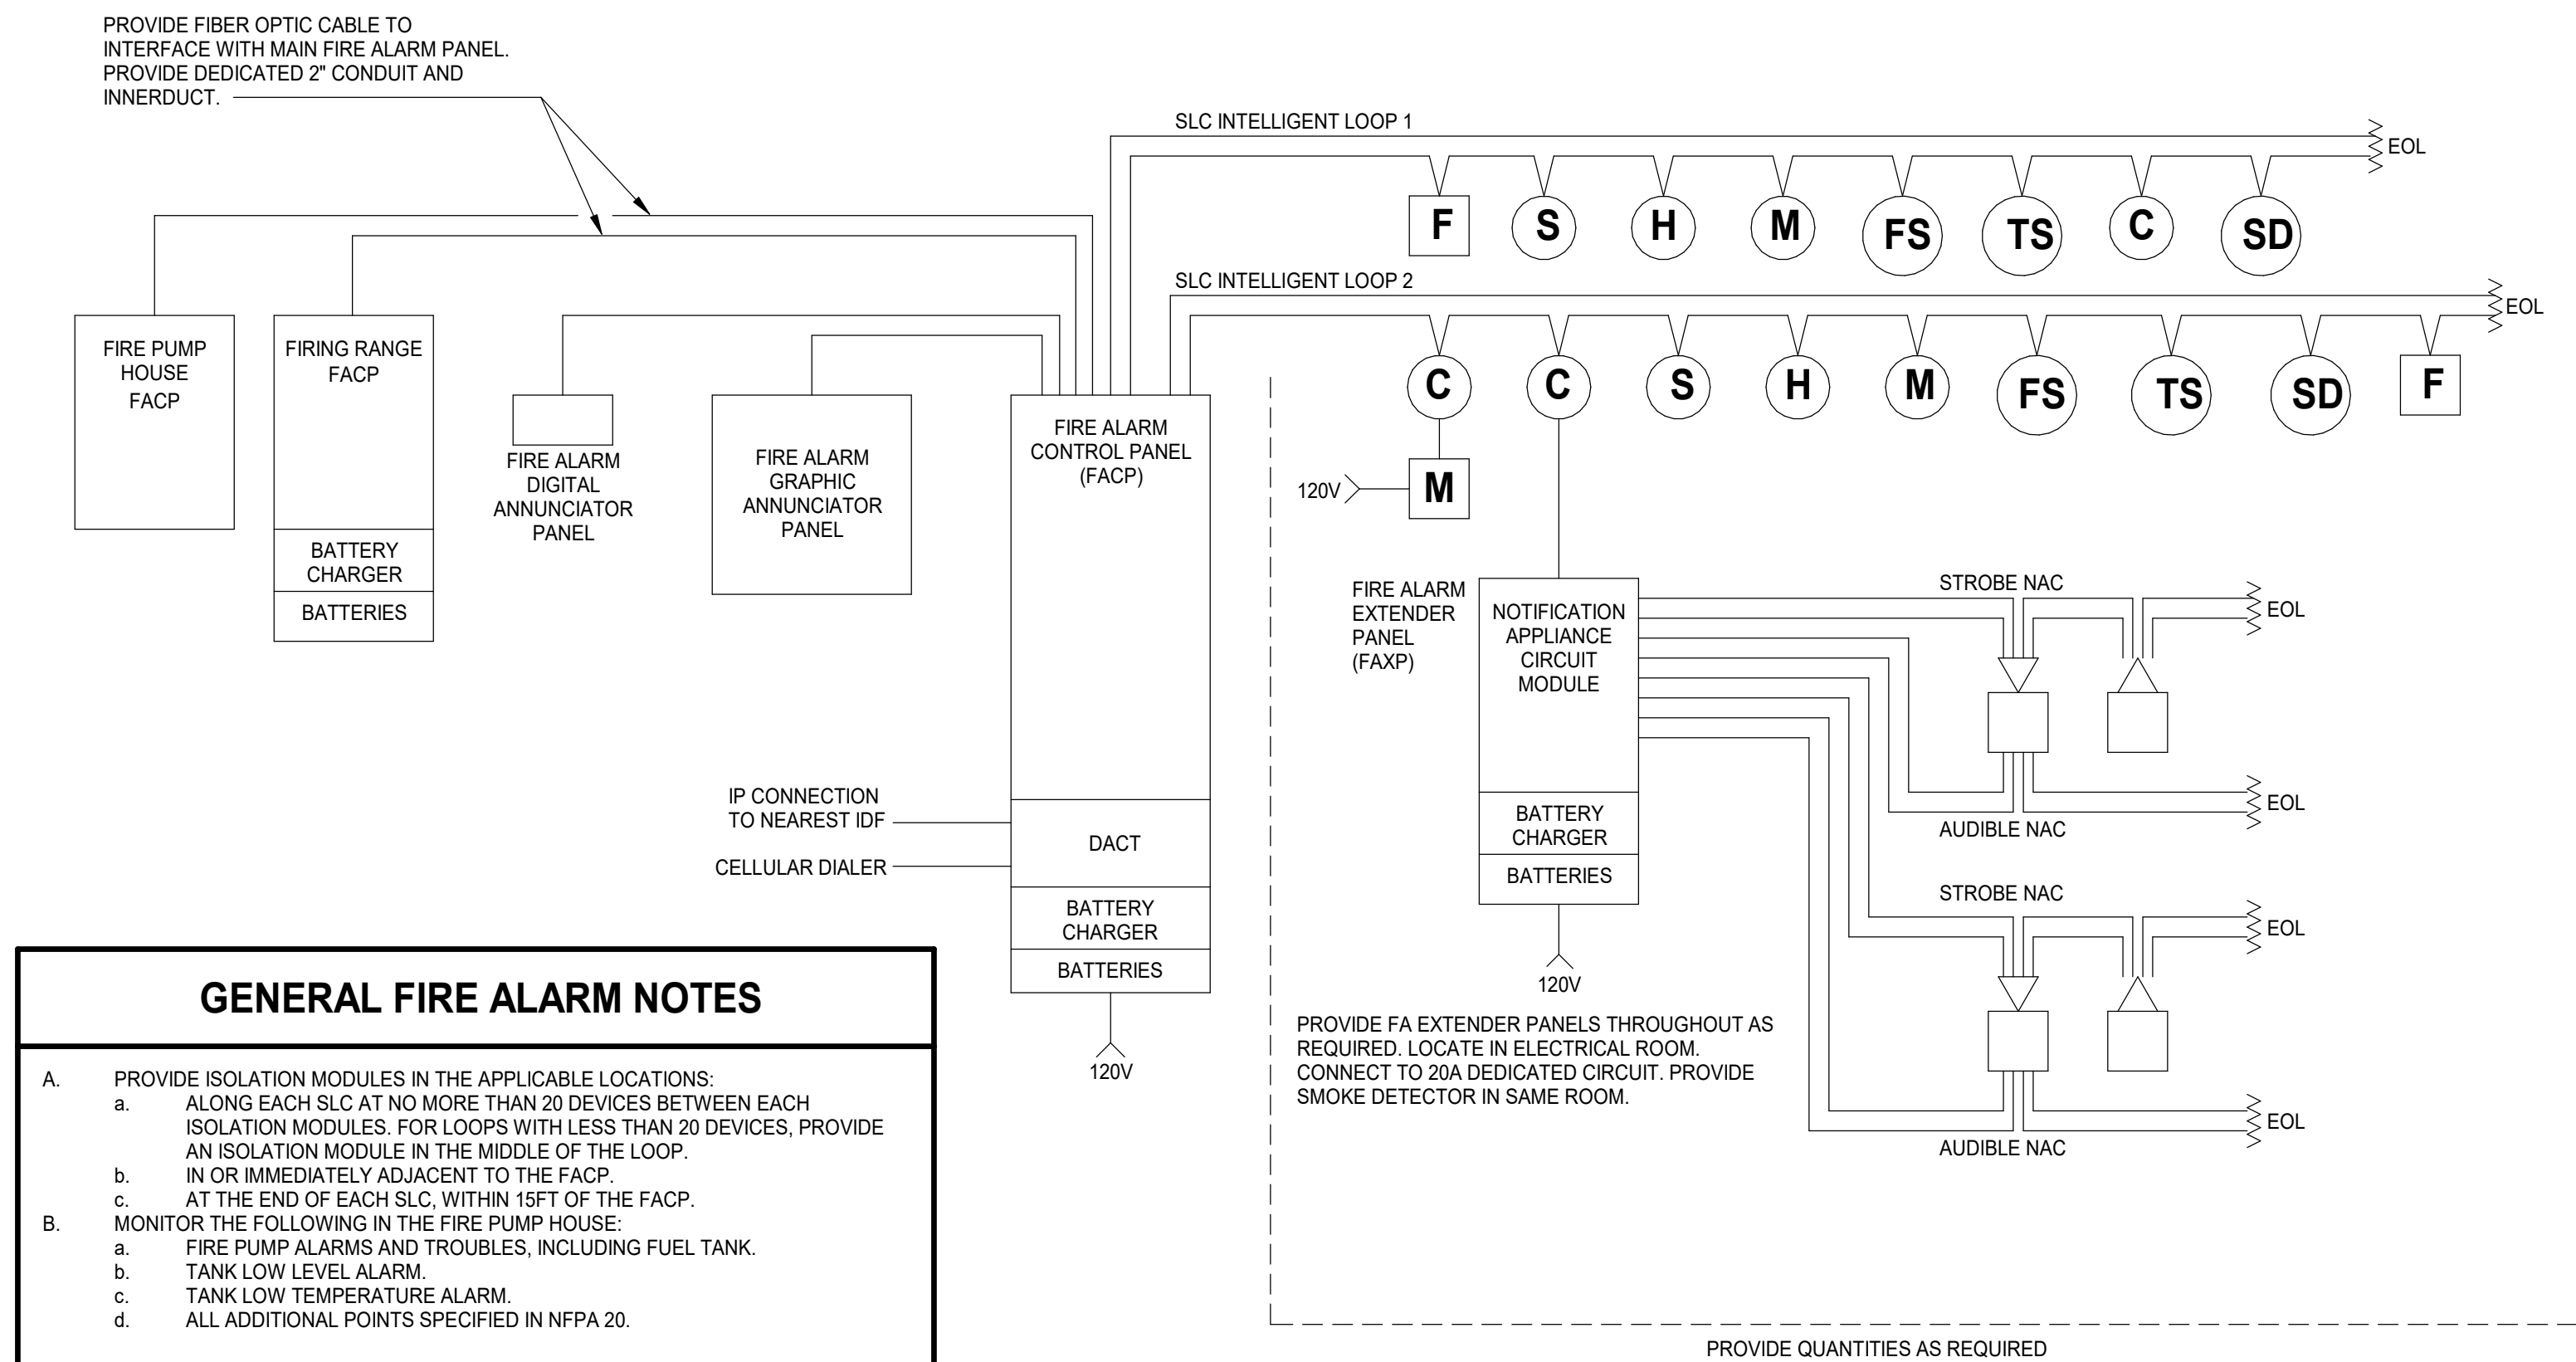 PROVIDE FIBER OPTIC CABLE TO
INTERFACE WITH MAIN FIRE ALARM PANEL.
PROVIDE DEDICATED 2" CONDUIT AND
INNERDUCT.
SLC INTELLIGENT LOOP 1
EOL
F
S
H
M
FS
TS
C
SD
SLC INTELLIGENT LOOP 2
EOL
C
C
S
H
M
FS
TS
SD
F
FIRE PUMP
HOUSE
FACP
FIRING RANGE
FACP
BATTERY
CHARGER
BATTERIES
FIRE ALARM
DIGITAL
ANNUNCIATOR
PANEL
FIRE ALARM
GRAPHIC
ANNUNCIATOR
PANEL
FIRE ALARM
CONTROL PANEL
(FACP)
IP CONNECTION
TO NEAREST IDF
CELLULAR DIALER
DACT
BATTERY
CHARGER
BATTERIES
120V
120V
M
FIRE ALARM
EXTENDER
PANEL
(FAXP)
NOTIFICATION
APPLIANCE
CIRCUIT
MODULE
BATTERY
CHARGER
BATTERIES
120V
STROBE NAC
EOL
EOL
AUDIBLE NAC
STROBE NAC
EOL
EOL
AUDIBLE NAC
PROVIDE FA EXTENDER PANELS THROUGHOUT AS
REQUIRED. LOCATE IN ELECTRICAL ROOM.
CONNECT TO 20A DEDICATED CIRCUIT. PROVIDE
SMOKE DETECTOR IN SAME ROOM.
PROVIDE QUANTITIES AS REQUIRED
GENERAL FIRE ALARM NOTES
A. PROVIDE ISOLATION MODULES IN THE APPLICABLE LOCATIONS:
a. ALONG EACH SLC AT NO MORE THAN 20 DEVICES BETWEEN EACH
ISOLATION MODULES. FOR LOOPS WITH LESS THAN 20 DEVICES, PROVIDE
AN ISOLATION MODULE IN THE MIDDLE OF THE LOOP.
b. IN OR IMMEDIATELY ADJACENT TO THE FACP.
c. AT THE END OF EACH SLC, WITHIN 15FT OF THE FACP.
B. MONITOR THE FOLLOWING IN THE FIRE PUMP HOUSE:
a. FIRE PUMP ALARMS AND TROUBLES, INCLUDING FUEL TANK.
b. TANK LOW LEVEL ALARM.
c. TANK LOW TEMPERATURE ALARM.
d. ALL ADDITIONAL POINTS SPECIFIED IN NFPA 20.